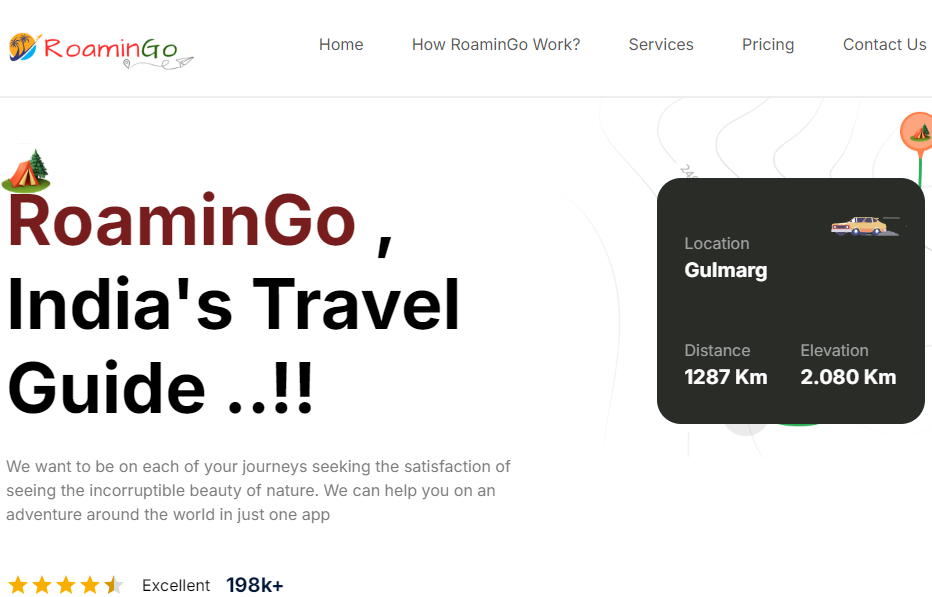 RoaminGo
Home How RoaminGo Work? Services Pricing Contact Us
RoaminGo ,
India's Travel
Guide ..!!
We want to be on each of your journeys seeking the satisfaction of
seeing the incorruptible beauty of nature. We can help you on an
adventure around the world in just one app
Excellent 198k+
Location
Gulmarg
Distance Elevation
1287 Km 2.080 Km